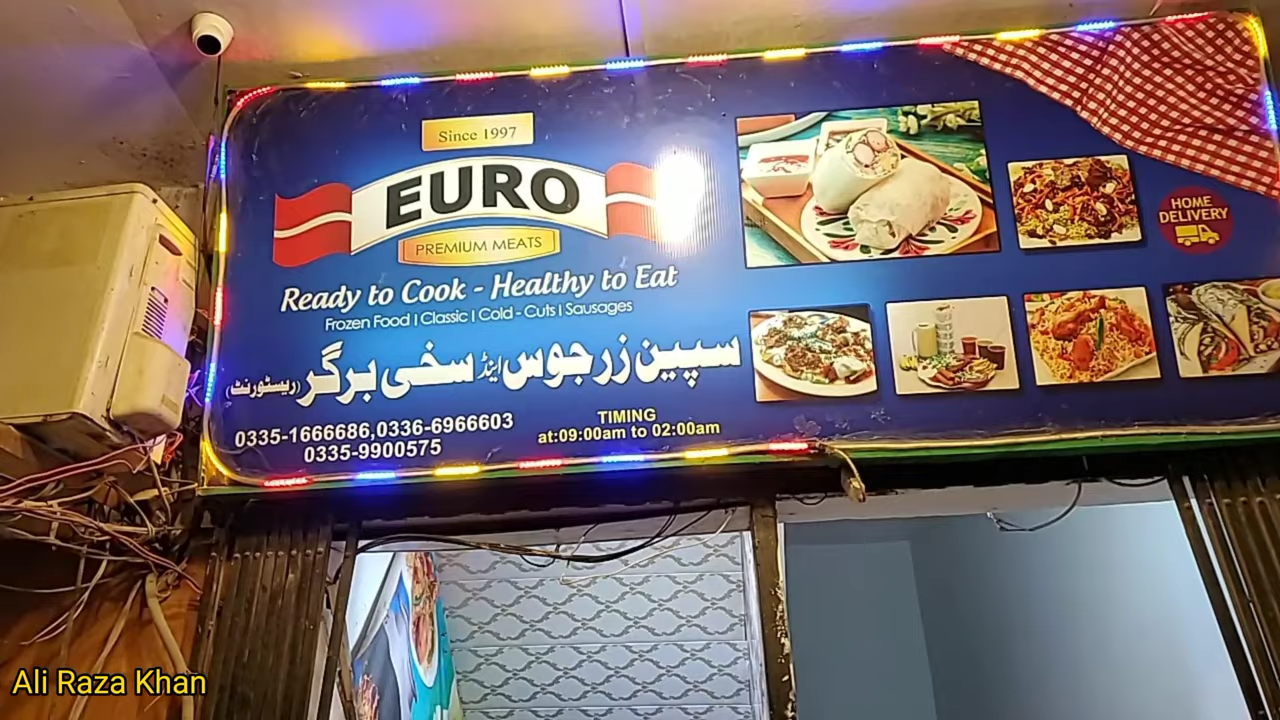 Since 1997
EURO
PREMIUM MEATS
Ready to Cook - Healthy to Eat
Frozen Food | Classic | Cold - Cuts | Sausages
سپین زر جوس اینڈ سخی برگر (ریسٹورنٹ)
0335-1666686,0336-6966603
0335-9900575
TIMING
at:09:00am to 02:00am
HOME
DELIVERY
Ali Raza Khan